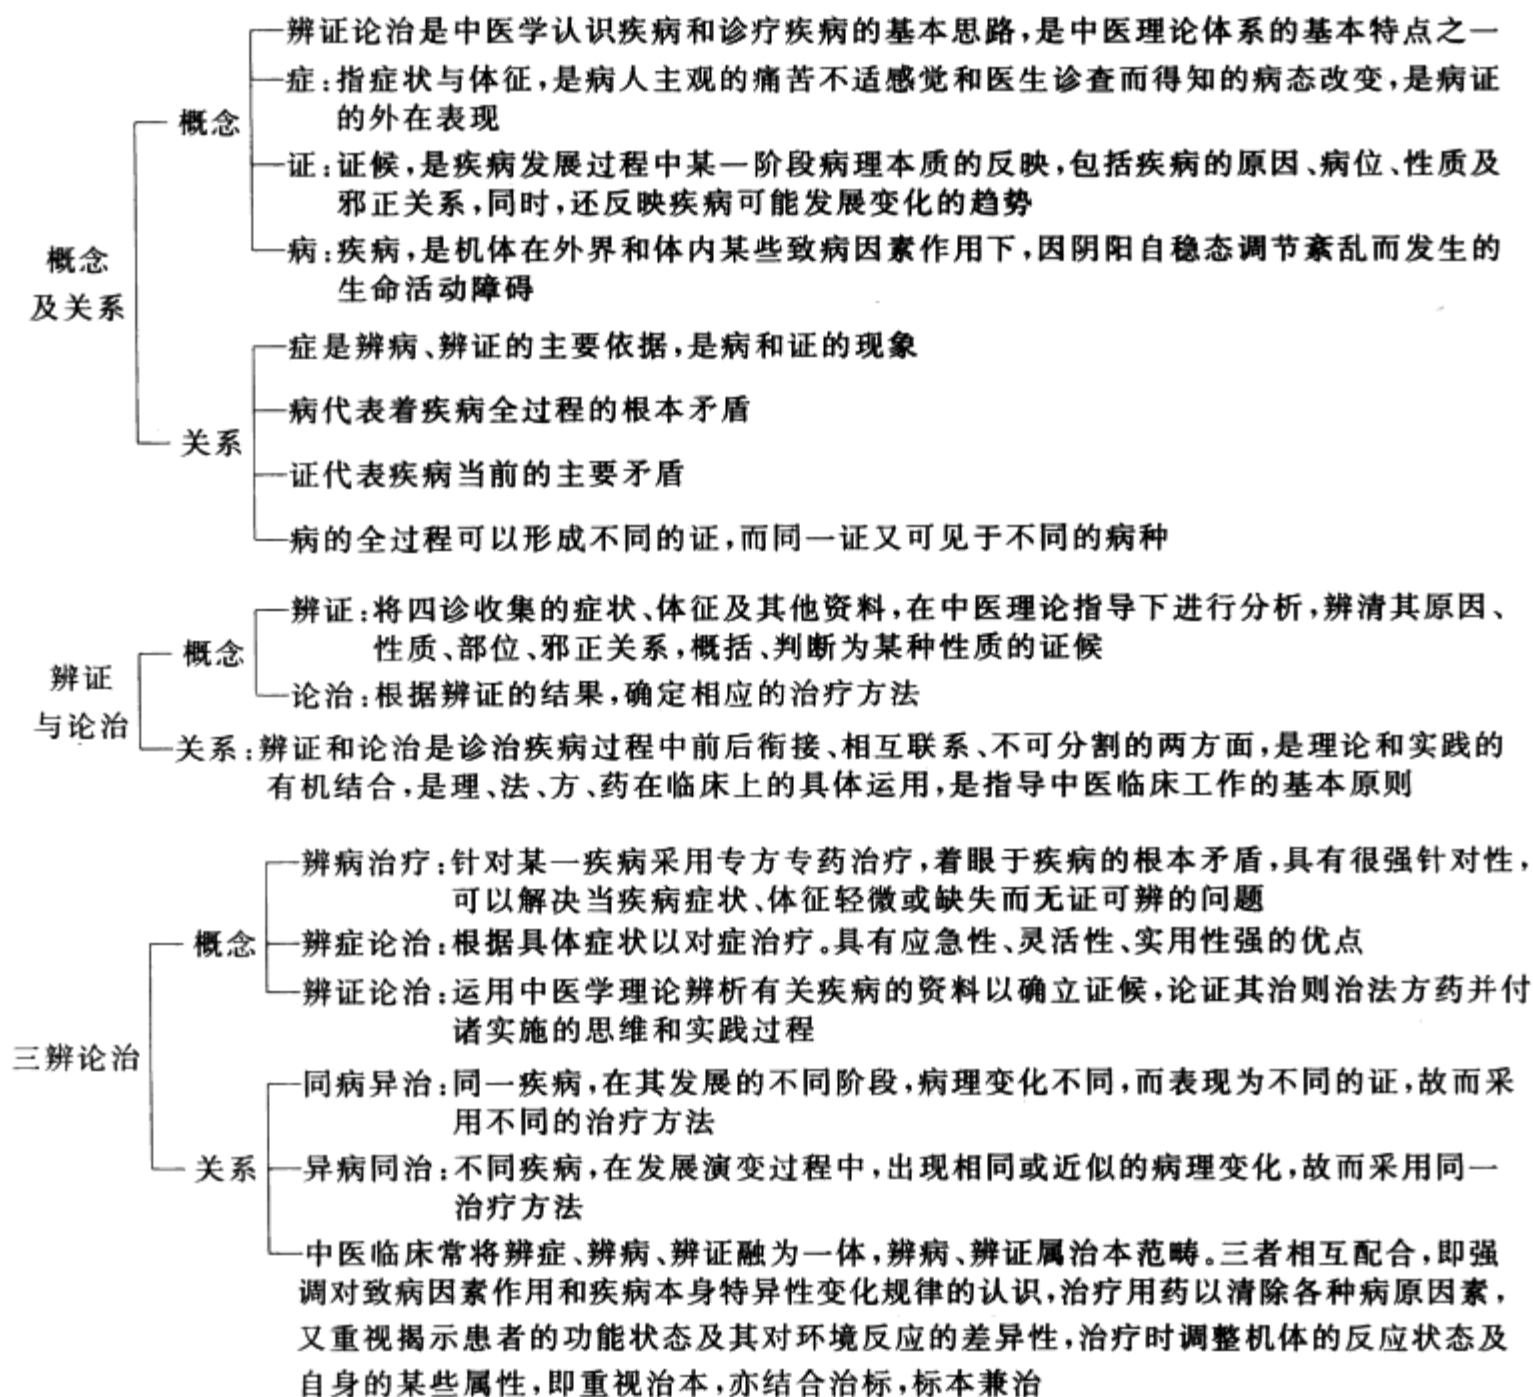 辨证论治是中医学认识疾病和诊疗疾病的基本思路,是中医理论体系的基本特点之一
症:指症状与体征,是病人主观的痛苦不适感觉和医生诊查而得知的病态改变,是病证
的外在表现
概念
证:证候,是疾病发展过程中某一阶段病理本质的反映,包括疾病的原因、病位、性质及
邪正关系,同时,还反映疾病可能发展变化的趋势
病:疾病,是机体在外界和体内某些致病因素作用下,因阴阳自稳态调节紊乱而发生的
生命活动障碍
概念
及关系
症是辨病、辨证的主要依据,是病和证的现象
病代表着疾病全过程的根本矛盾
关系
证代表疾病当前的主要矛盾
病的全过程可以形成不同的证,而同一证又可见于不同的病种
辨证:将四诊收集的症状、体征及其他资料,在中医理论指导下进行分析,辨清其原因、
性质、部位、邪正关系,概括、判断为某种性质的证候
概念
论治:根据辨证的结果,确定相应的治疗方法
辨证
与论治
关系:辨证和论治是诊治疾病过程中前后衔接、相互联系、不可分割的两方面,是理论和实践的
有机结合,是理、法、方、药在临床上的具体运用,是指导中医临床工作的基本原则
辨病治疗:针对某一疾病采用专方专药治疗,着眼于疾病的根本矛盾,具有很强针对性,
可以解决当疾病症状、体征轻微或缺失而无证可辨的问题
概念
辨症论治:根据具体症状以对症治疗。具有应急性、灵活性、实用性强的优点
辨证论治:运用中医学理论辨析有关疾病的资料以确立证候,论证其治则治法方药并付
诸实施的思维和实践过程
三辨论治
同病异治:同一疾病,在其发展的不同阶段,病理变化不同,而表现为不同的证,故而采
用不同的治疗方法
关系
异病同治:不同疾病,在发展演变过程中,出现相同或近似的病理变化,故而采用同一
治疗方法
中医临床常将辨症、辨病、辨证融为一体,辨病、辨证属治本范畴。三者相互配合,即强
调对致病因素作用和疾病本身特异性变化规律的认识,治疗用药以清除各种病原因素,
又重视揭示患者的功能状态及其对环境反应的差异性,治疗时调整机体的反应状态及
自身的某些属性,即重视治本,亦结合治标,标本兼治